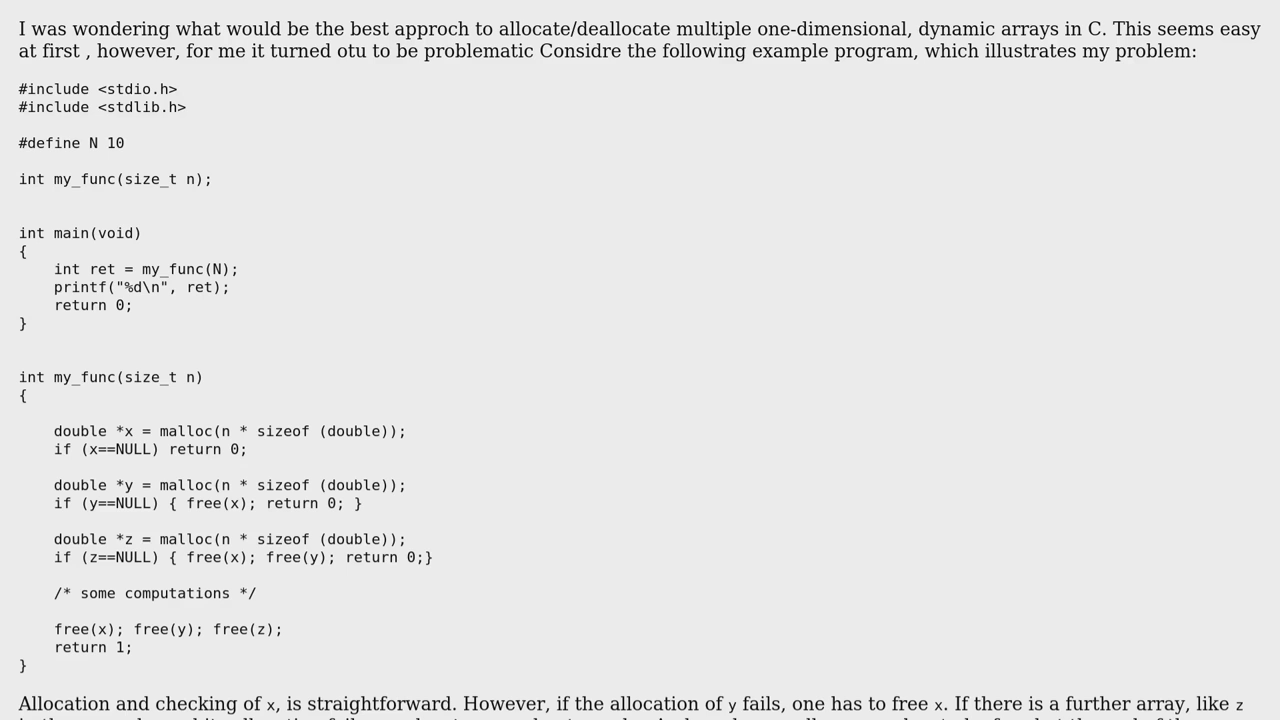 I was wondering what would be the best approch to allocate/deallocate multiple one-dimensional, dynamic arrays in C. This seems easy
at first , however, for me it turned otu to be problematic Considre the following example program, which illustrates my problem:
#include <stdio.h>
#include <stdlib.h>
#define N 10
int my_func(size_t n);
int main(void)
{
    int ret = my_func(N);
    printf("%d\n", ret);
    return 0;
}
int my_func(size_t n)
{
    double *x = malloc(n * sizeof (double));
    if (x==NULL) return 0;
    double *y = malloc(n * sizeof (double));
    if (y==NULL) { free(x); return 0; }
    double *z = malloc(n * sizeof (double));
    if (z==NULL) { free(x); free(y); return 0;}
    /* some computations */
    free(x); free(y); free(z);
    return 1;
}
Allocation and checking of x, is straightforward. However, if the allocation of y fails, one has to free x. If there is a further array, like z